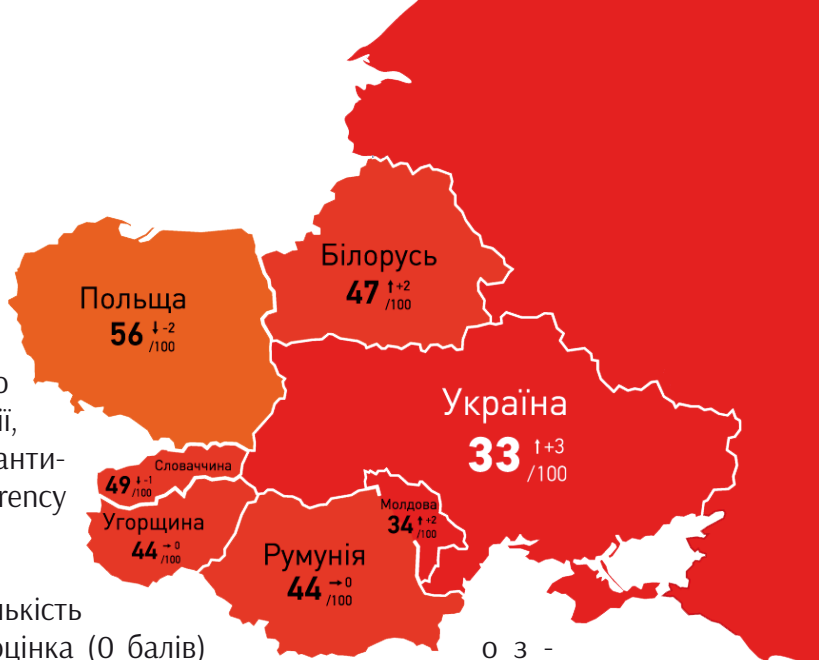 Білорусь
47 ↑+2
/100
Польща
56 ↓-2
/100
Україна
33 ↑+3
/100
Словаччина
49 ↓-1
/100
Молдова
34 ↑+2
/100
Угорщина
44 →0
/100
Румунія
44 →0
/100
о
ії,
анти-
rency
лькість
оцінка (0 балів)
о з -